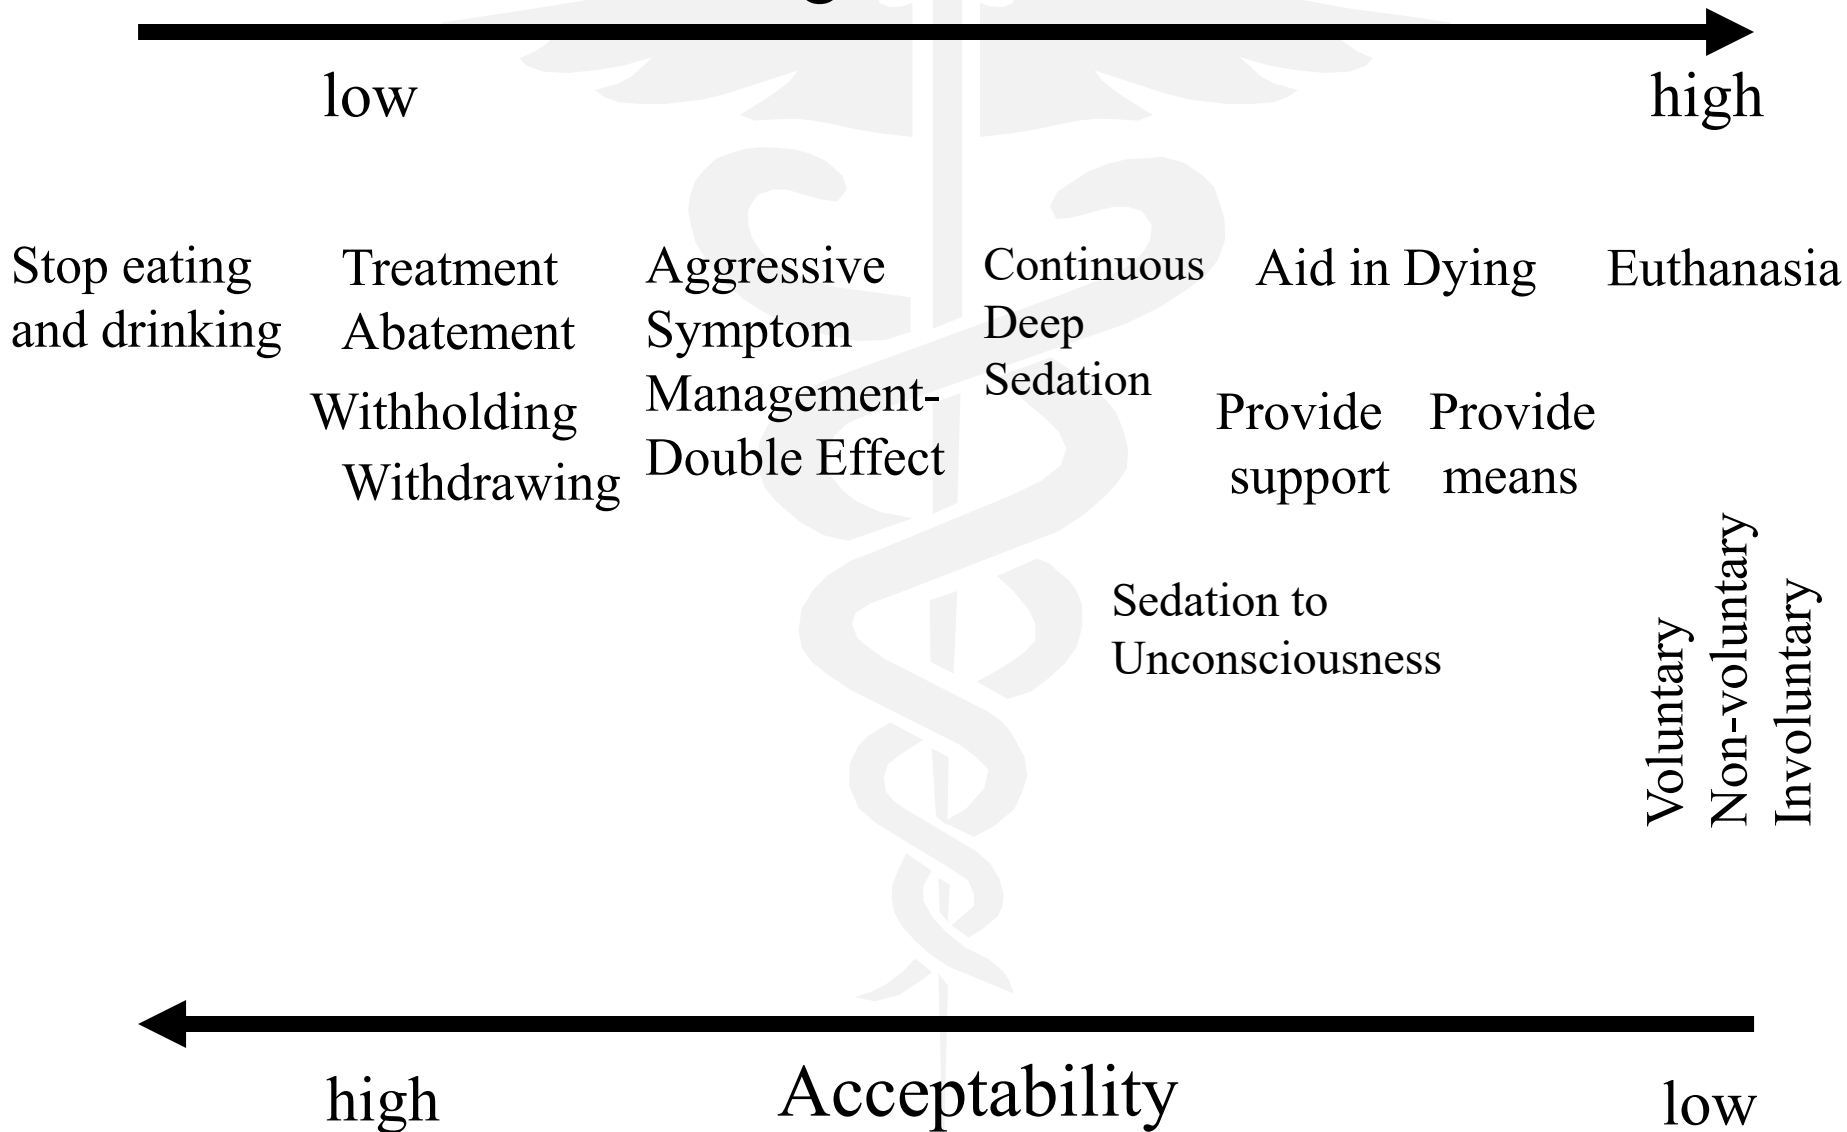 low
high
Stop eating
and drinking
Treatment
Abatement
Withholding
Withdrawing
Aggressive
Symptom
Management-
Double Effect
Continuous
Deep
Sedation
Aid in Dying
Provide
support
Provide
means
Sedation to
Unconsciousness
Euthanasia
Voluntary
Non-voluntary
Involuntary
high
Acceptability
low